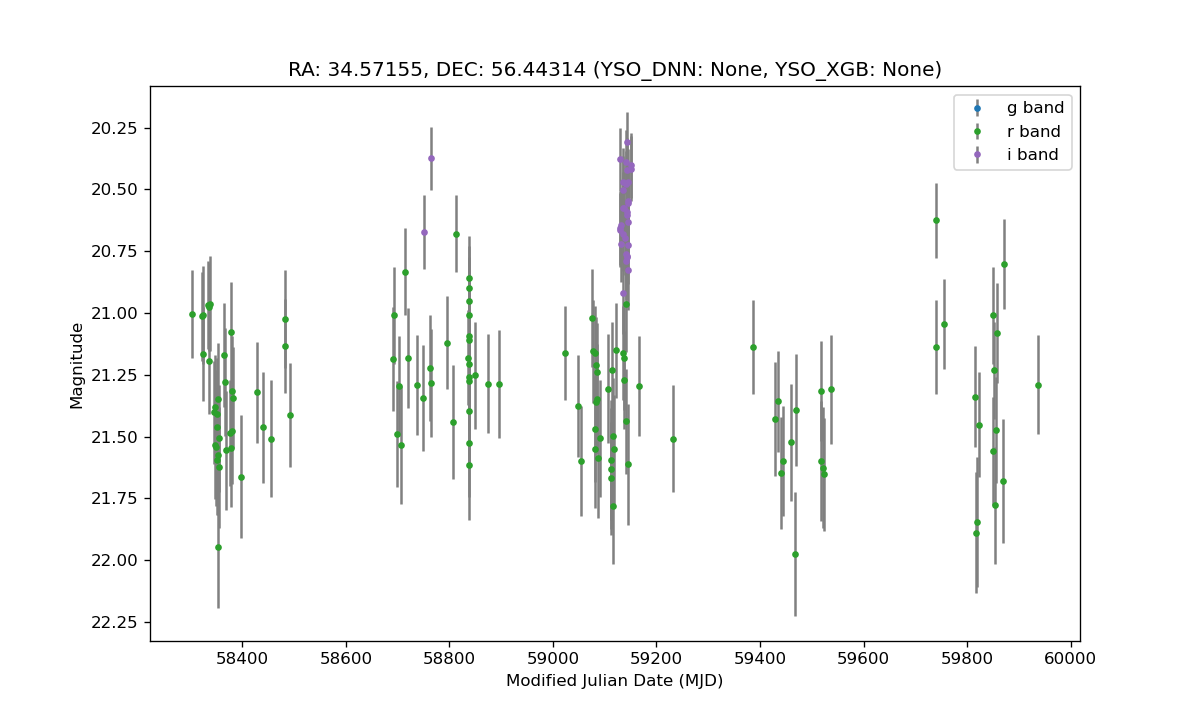 RA: 34.57155, DEC: 56.44314 (YSO_DNN: None, YSO_XGB: None)
g band
r band
i band
20.25
20.50
20.75
21.00
21.25
21.50
21.75
22.00
22.25
Magnitude
58400 58600 58800 59000 59200 59400 59600 59800 60000
Modified Julian Date (MJD)